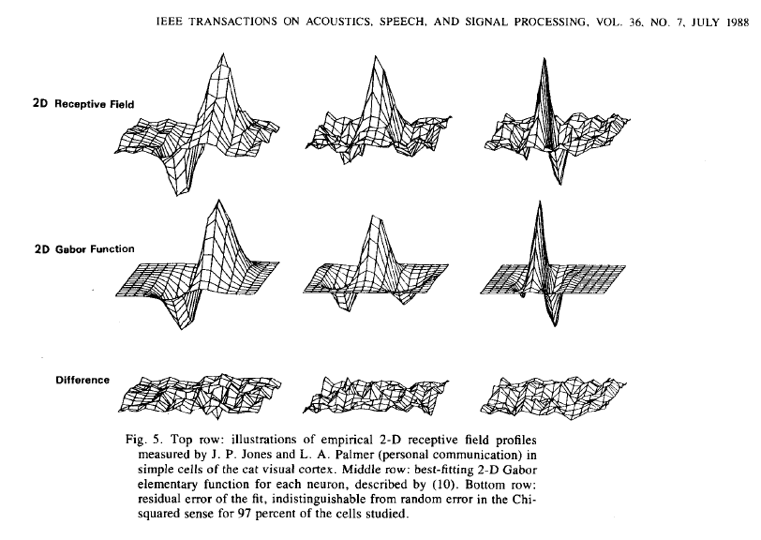 IEEE TRANSACTIONS ON ACOUSTICS, SPEECH, AND SIGNAL PROCESSING, VOL. 36, NO. 7, JULY 1988
2D Receptive Field
2D Gabor Function
Difference
Fig. 5. Top row: illustrations of empirical 2-D receptive field profiles
measured by J. P. Jones and L. A. Palmer (personal communication) in
simple cells of the cat visual cortex. Middle row: best-fitting 2-D Gabor
elementary function for each neuron, described by (10). Bottom row:
residual error of the fit, indistinguishable from random error in the Chi-
squared sense for 97 percent of the cells studied.